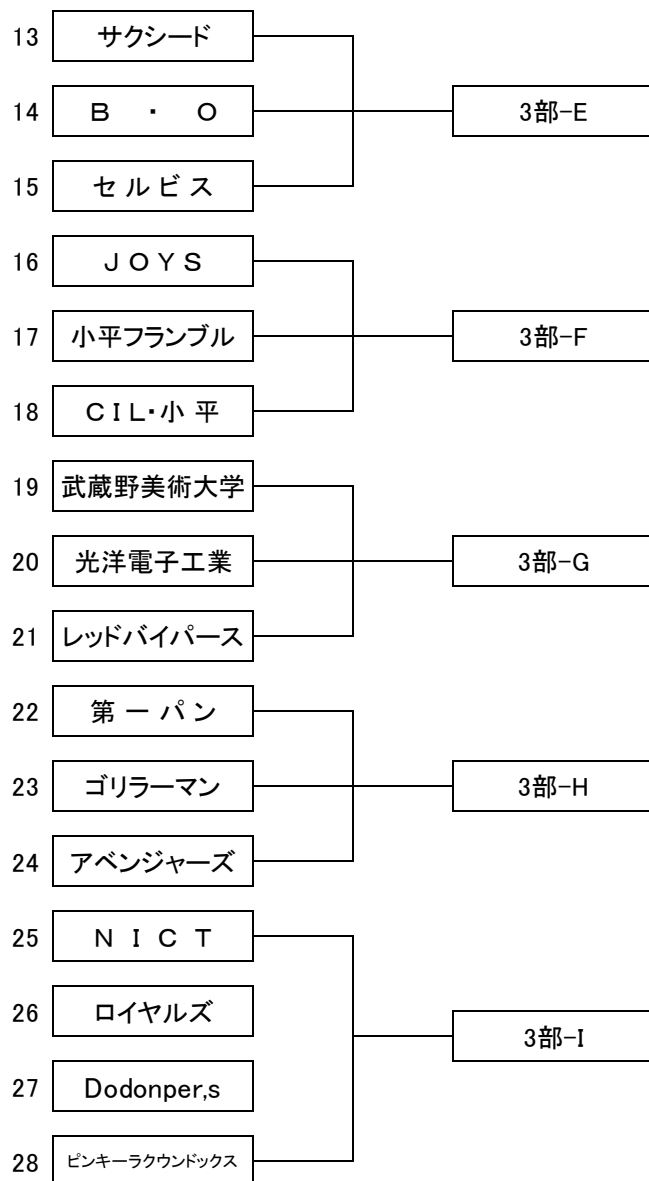 13 サクシード
14 B ・ O 3部-E
15 セ ル ビ ス
16 J O Y S
17 小平フランブル 3部-F
18 C I L・小 平
19 武蔵野美術大学
20 光洋電子工業 3部-G
21 レッドバイパース
22 第 一 パ ン
23 ゴリラーマン 3部-H
24 アベンジャーズ
25 N I C T
26 ロイヤルズ
3部-I
27 Dodonper,s
28 ピンキーラクウンドックス